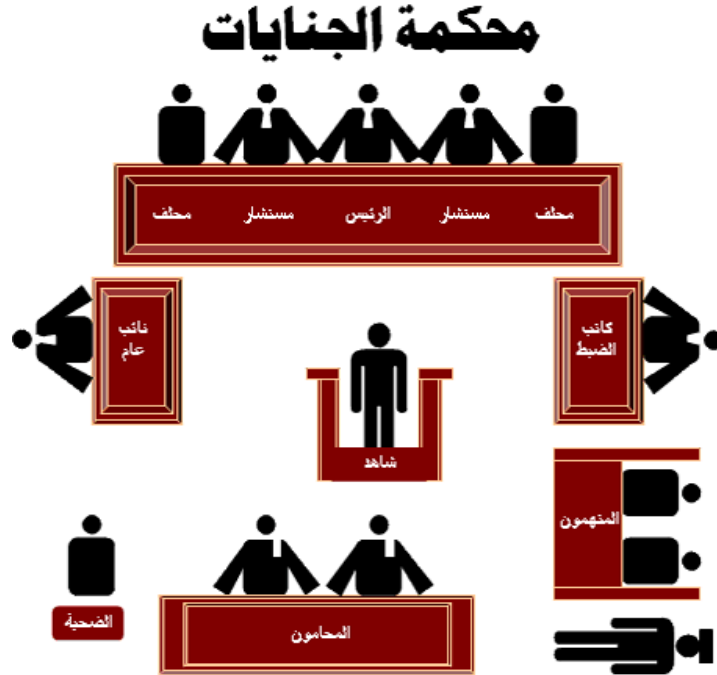 محكمة الجنايات
محلف مستشار الرئيس مستشار محلف
كاتب
الضبط
نائب
عام
شاهد
المتهمون
الضحية
المحامون